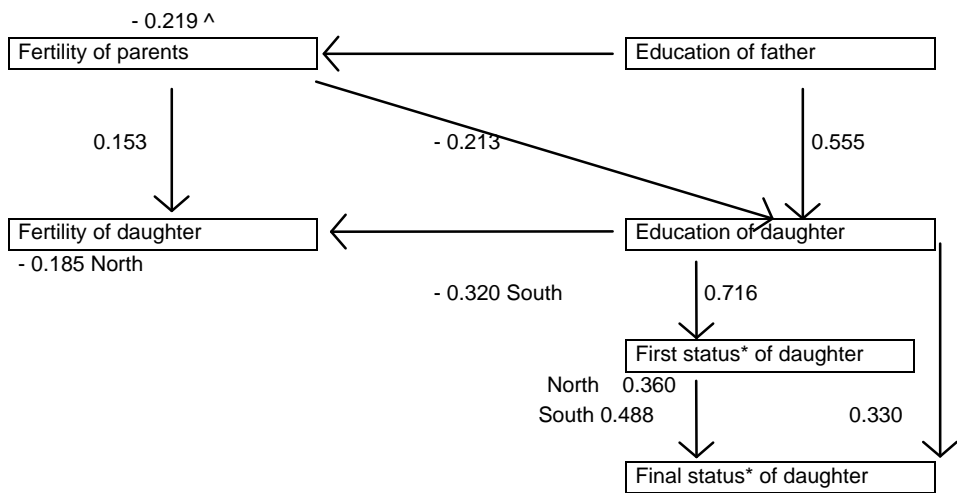 - 0.219 ^
Fertility of parents
Education of father
0.153
- 0.213
0.555
Fertility of daughter
Education of daughter
- 0.185 North
- 0.320 South
0.716
First status* of daughter
North 0.360
South 0.488
0.330
Final status* of daughter